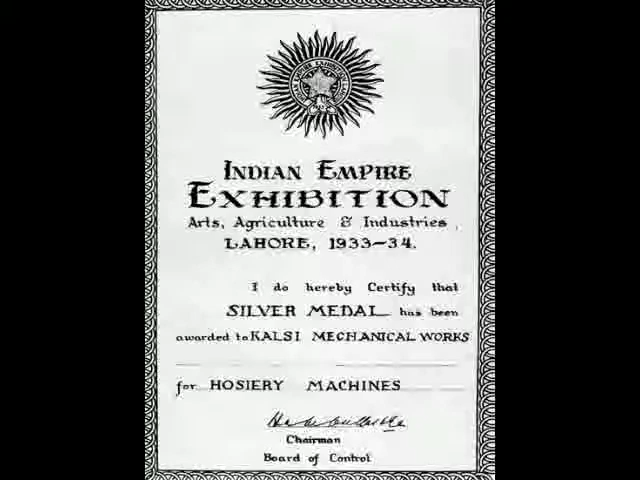 INDIAN EMPIRE
EXHIBITION
Arts, Agriculture & Industries,
LAHORE, 1933-34.
I do hereby Certify that
SILVER MEDAL has been
awarded to KALSI MECHANICAL WORKS
for HOSIERY MACHINES
Chairman
Board of Control